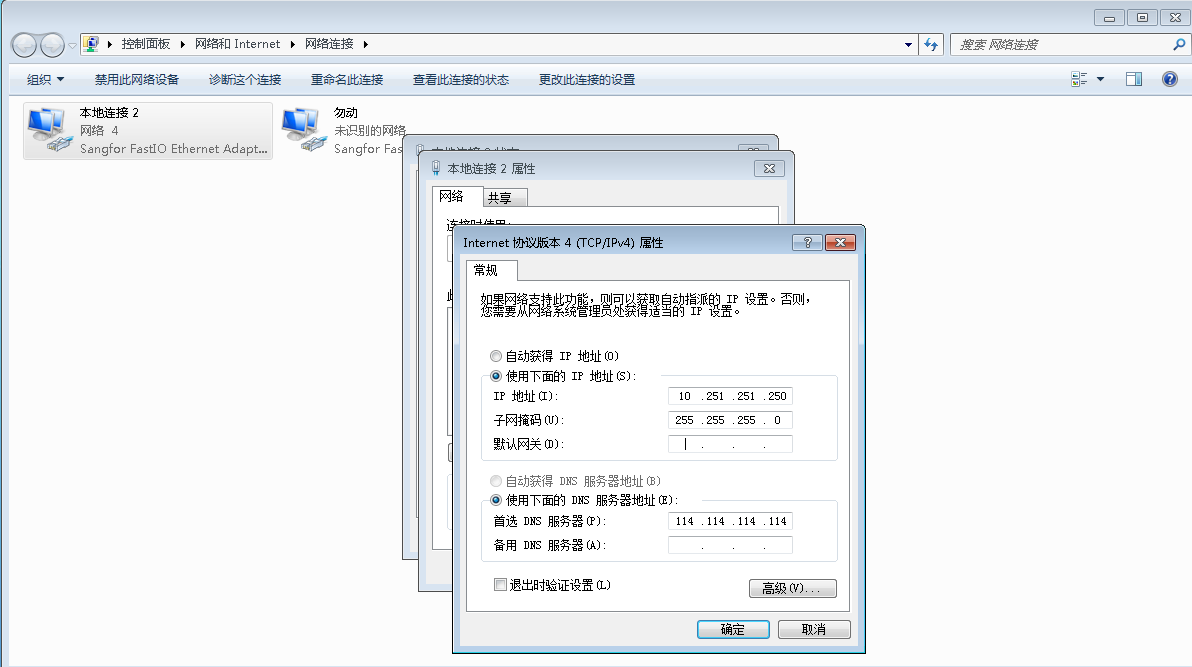 控制面板 网络和 Internet 网络连接
搜索 网络连接
组织 禁用此网络设备 诊断这个连接 重命名此连接 查看此连接的状态 更改此连接的设置
本地连接 2
网络 4
Sangfor FastIO Ethernet Adapt...
勿动
未识别的网络
Sangfor Fas
本地连接 2 属性
网络 共享
连接时使用:
Internet 协议版本 4 (TCP/IPv4) 属性
常规
如果网络支持此功能，则可以获取自动指派的 IP 设置。否则，
您需要从网络系统管理员处获得适当的 IP 设置。
自动获得 IP 地址(O)
使用下面的 IP 地址(S):
IP 地址(I): 10 .251 .251 .250
子网掩码(U): 255 .255 .255 . 0
默认网关(D): . . .
自动获得 DNS 服务器地址(B)
使用下面的 DNS 服务器地址(E):
首选 DNS 服务器(P): 114 .114 .114 .114
备用 DNS 服务器(A): . . .
退出时验证设置(L)
高级(V)...
确定 取消